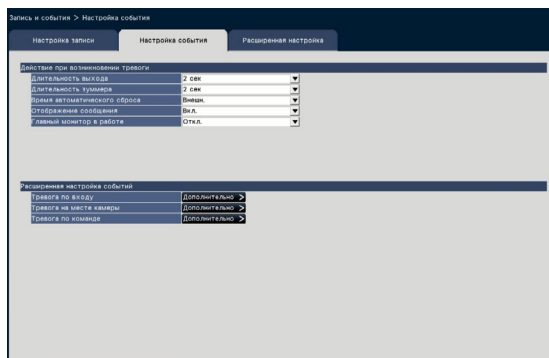 Запись и события > Настройка события
Настройка записи Настройка события Расширенная настройка
Действие при возникновении тревоги
Длительность выхода 2 сек
Длительность зуммера 2 сек
Время автоматического сброса Внешн.
Отображение сообщения Вкл.
Главный монитор в работе Откл.
Расширенная настройка событий
Тревога по входу Дополнительно >
Тревога на месте камеры Дополнительно >
Тревога по команде Дополнительно >